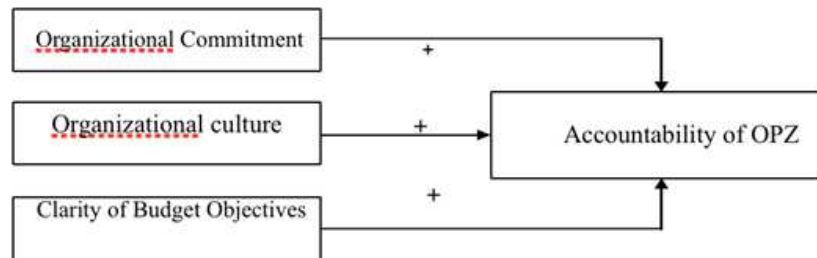 Organizational Commitment
+
Organizational culture
+
Accountability of OPZ
+
Clarity of Budget Objectives